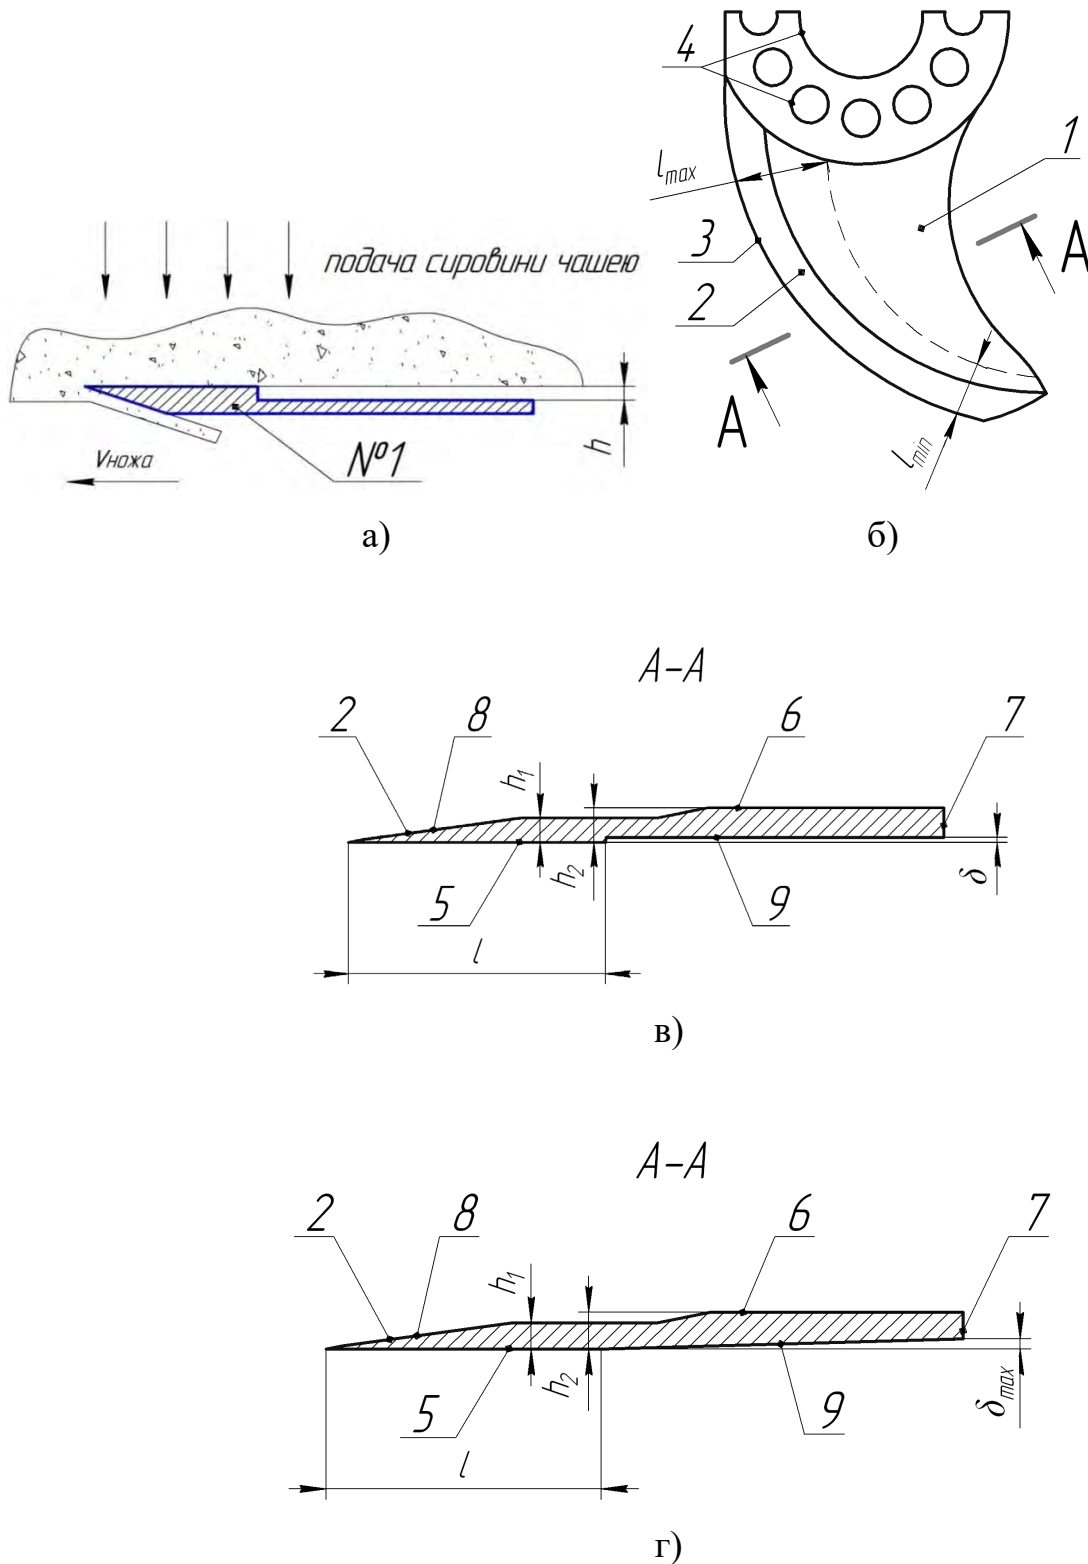 подача сировини чашею
h
Vножа
№1
а)
4
1
lmax
3
2
A
A
lmin
б)
A–A
2
8
6
7
h1
h2
δ
5
9
l
в)
A–A
2
8
6
7
h1
h2
δmax
5
9
l
г)